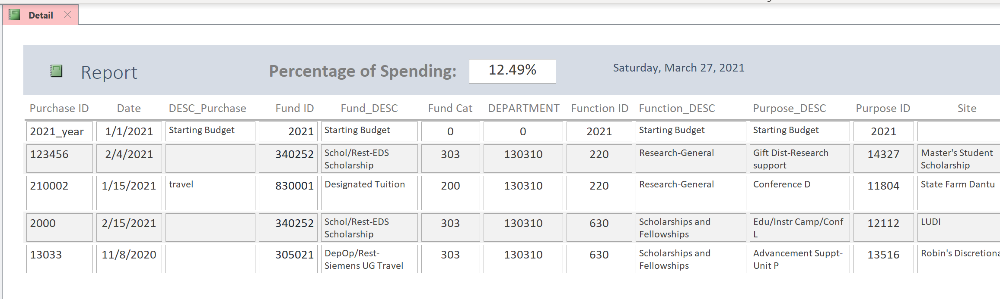 Detail
Report Percentage of Spending: 12.49% Saturday, March 27, 2021
Purchase ID Date DESC_Purchase Fund ID Fund_DESC Fund Cat DEPARTMENT Function ID Function_DESC Purpose_DESC Purpose ID Site
2021_year 1/1/2021 Starting Budget 2021 Starting Budget 0 0 2021 Starting Budget Starting Budget 2021
123456 2/4/2021 340252 Schol/Rest-EDS 303 130310 220 Research-General Gift Dist-Research 14327 Master's Student
Scholarship support Scholarship
210002 1/15/2021 travel 830001 Designated Tuition 200 130310 220 Research-General Conference D 11804 State Farm Dantu
2000 2/15/2021 340252 Schol/Rest-EDS 303 130310 630 Scholarships and Edu/Instr Camp/Conf 12112 LUDI
Scholarship Fellowships L
13033 11/8/2020 305021 DepOp/Rest- 303 130310 630 Scholarships and Advancement Suppt- 13516 Robin's Discretiona
Siemens UG Travel Fellowships Unit P